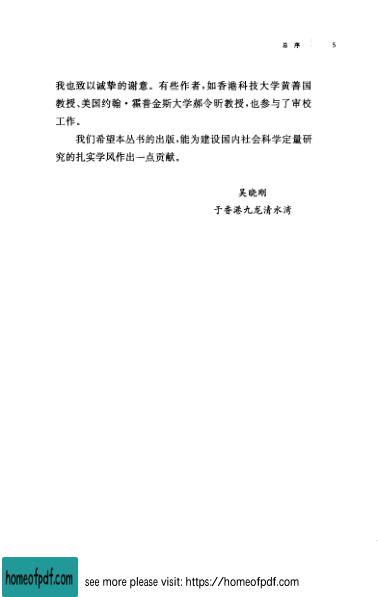 总序 5
我也致以诚挚的谢意。有些作者,如香港科技大学黄善国
教授、美国约翰·霍普金斯大学郝令昕教授,也参与了审校
工作。
我们希望本丛书的出版,能为建设国内社会科学定量研
究的扎实学风作出一点贡献。
吴晓刚
于香港九龙清水湾
homeofpdf.com
see more please visit: https://homeofpdf.com